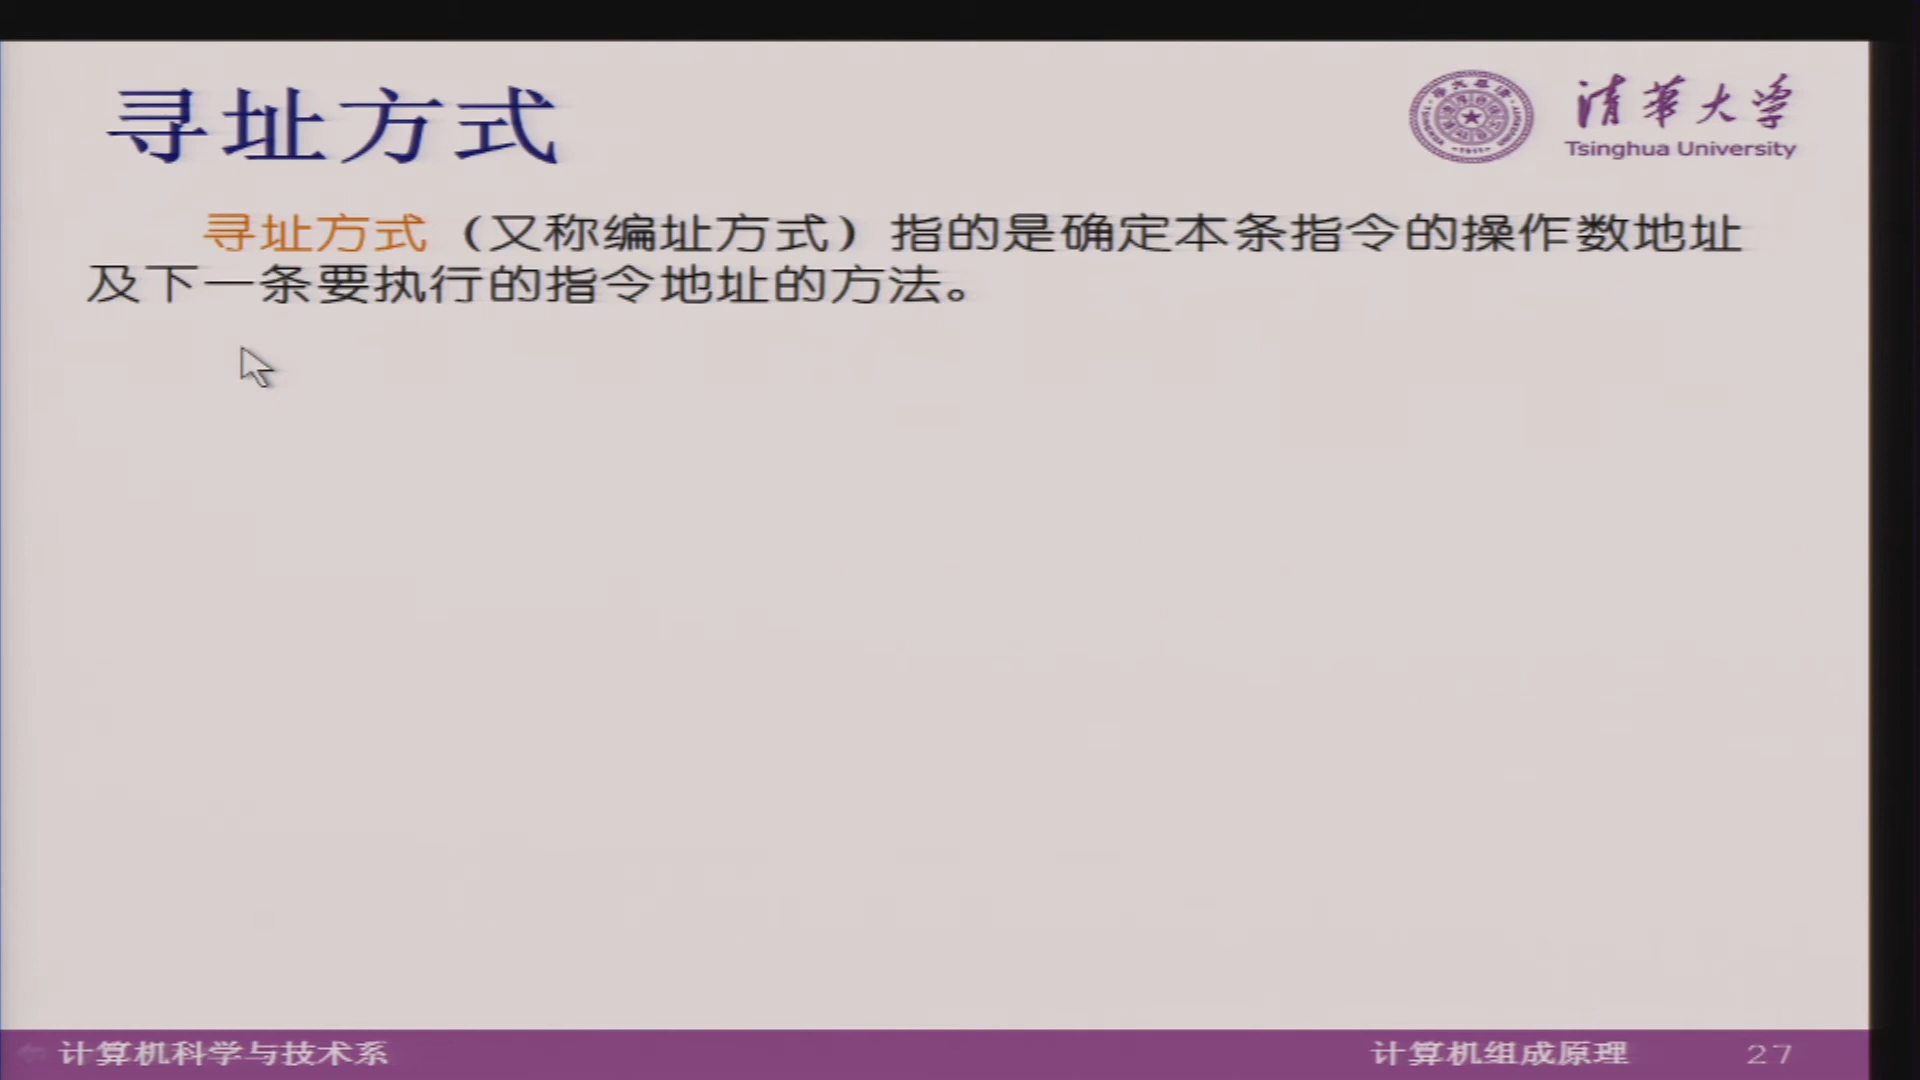 寻址方式
清华大学
Tsinghua University
寻址方式（又称编址方式）指的是确定本条指令的操作数地址
及下一条要执行的指令地址的方法。
计算机科学与技术系
计算机组成原理
27